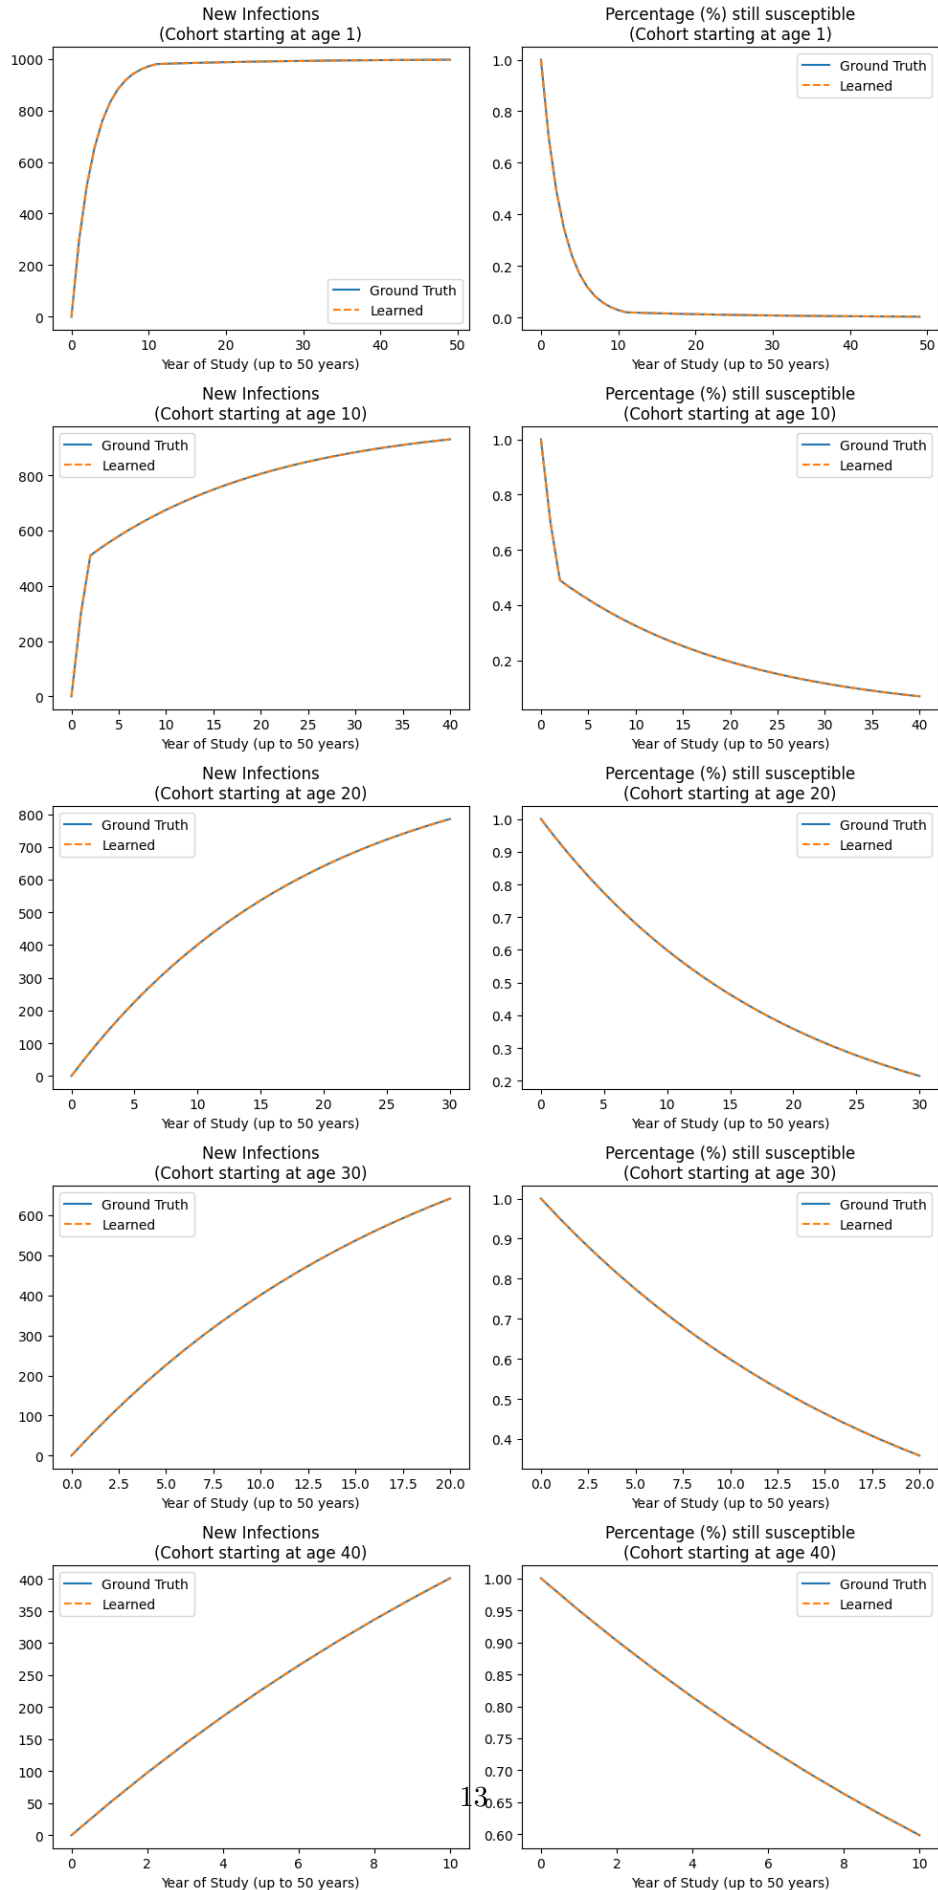 New Infections
(Cohort starting at age 1)
1000
800
600
400
200
0
Ground Truth
Learned
0 10 20 30 40 50
Year of Study (up to 50 years)
Percentage (%) still susceptible
(Cohort starting at age 1)
1.0
0.8
0.6
0.4
0.2
0.0
Ground Truth
Learned
0 10 20 30 40 50
Year of Study (up to 50 years)
New Infections
(Cohort starting at age 10)
800
600
400
200
0
Ground Truth
Learned
0 5 10 15 20 25 30 35 40
Year of Study (up to 50 years)
Percentage (%) still susceptible
(Cohort starting at age 10)
1.0
0.8
0.6
0.4
0.2
Ground Truth
Learned
0 5 10 15 20 25 30 35 40
Year of Study (up to 50 years)
New Infections
(Cohort starting at age 20)
800
700
600
500
400
300
200
100
0
Ground Truth
Learned
0 5 10 15 20 25 30
Year of Study (up to 50 years)
Percentage (%) still susceptible
(Cohort starting at age 20)
1.0
0.9
0.8
0.7
0.6
0.5
0.4
0.3
0.2
Ground Truth
Learned
0 5 10 15 20 25 30
Year of Study (up to 50 years)
New Infections
(Cohort starting at age 30)
600
500
400
300
200
100
0
Ground Truth
Learned
0.0 2.5 5.0 7.5 10.0 12.5 15.0 17.5 20.0
Year of Study (up to 50 years)
Percentage (%) still susceptible
(Cohort starting at age 30)
1.0
0.9
0.8
0.7
0.6
0.5
0.4
Ground Truth
Learned
0.0 2.5 5.0 7.5 10.0 12.5 15.0 17.5 20.0
Year of Study (up to 50 years)
New Infections
(Cohort starting at age 40)
400
350
300
250
200
150
100
50
0
Ground Truth
Learned
0 2 4 6 8 10
Year of Study (up to 50 years)
Percentage (%) still susceptible
(Cohort starting at age 40)
1.00
0.95
0.90
0.85
0.80
0.75
0.70
0.65
0.60
Ground Truth
Learned
0 2 4 6 8 10
Year of Study (up to 50 years)
13